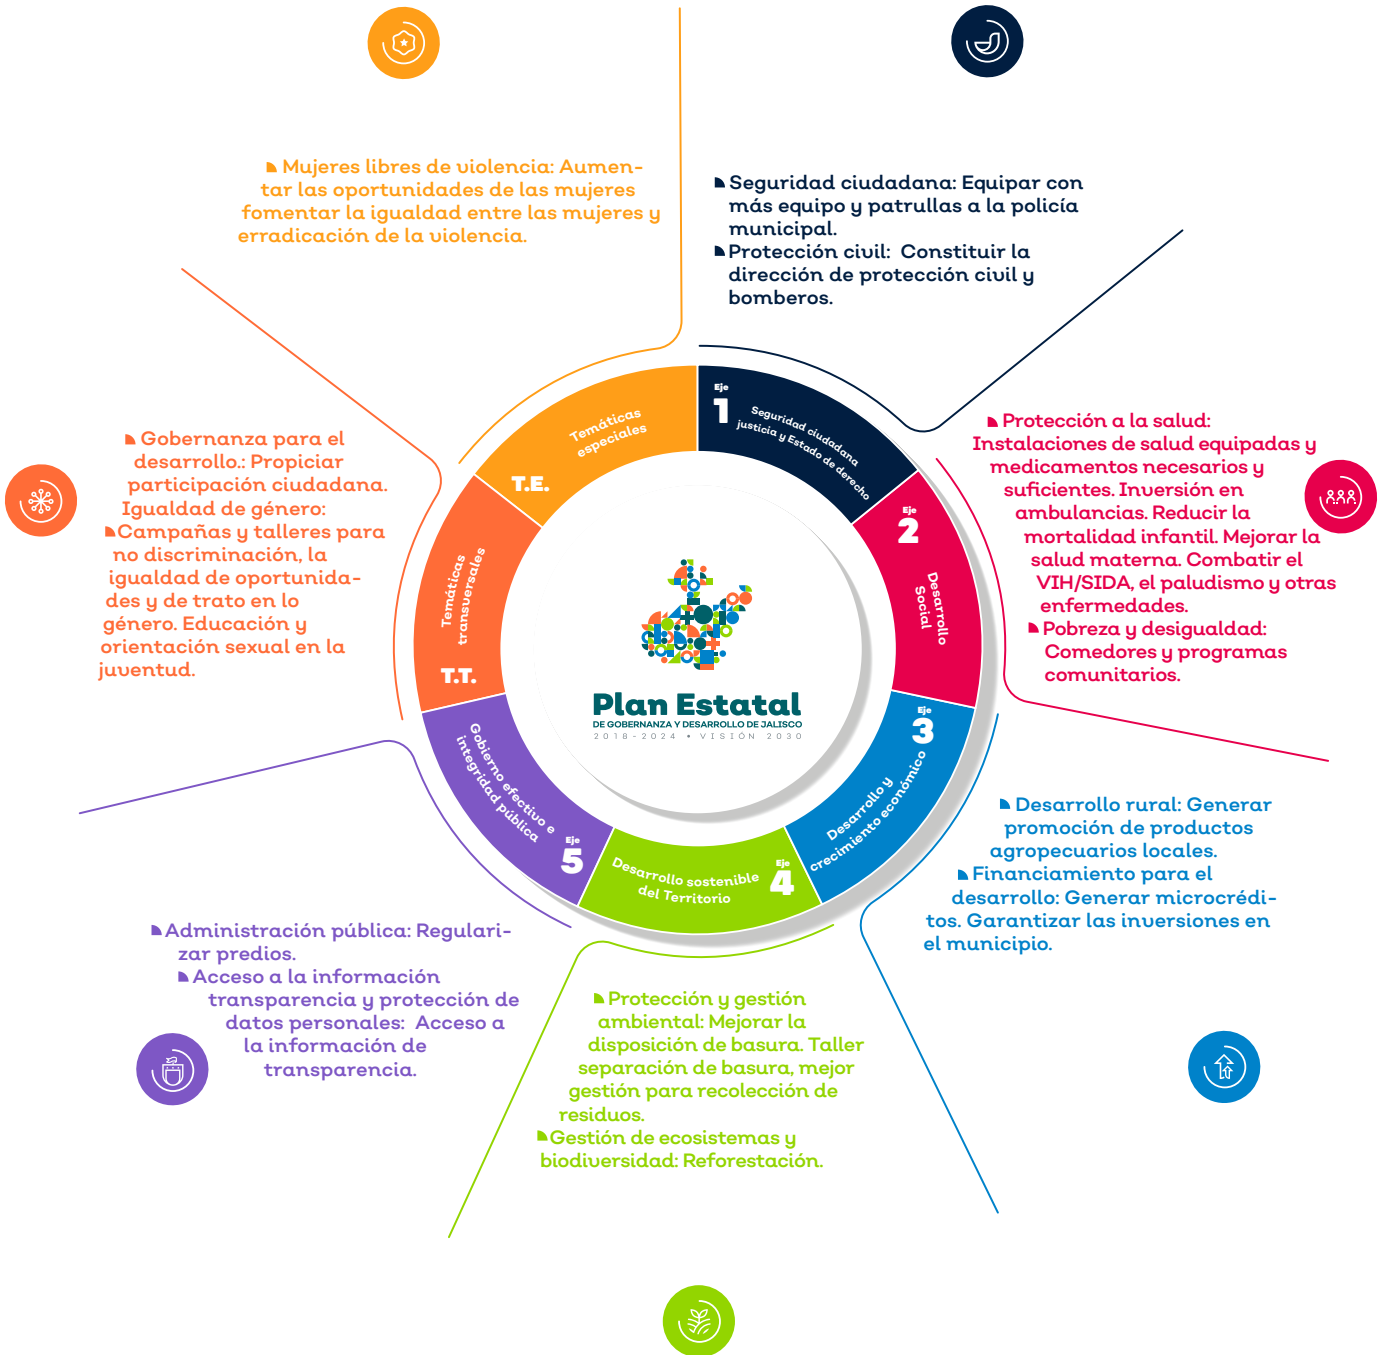 Mujeres libres de violencia: Aumen-
tar las oportunidades de las mujeres
fomentar la igualdad entre las mujeres y
erradicación de la violencia.
Seguridad ciudadana: Equipar con
más equipo y patrullas a la policía
municipal.
Protección civil:  Constituir la
dirección de protección civil y
bomberos.
Protección a la salud:
Instalaciones de salud equipadas y
medicamentos necesarios y
suficientes. Inversión en
ambulancias. Reducir la
mortalidad infantil. Mejorar la
salud materna. Combatir el
VIH/SIDA, el paludismo y otras
enfermedades.
Pobreza y desigualdad:
Comedores y programas
comunitarios.
Desarrollo rural: Generar
promoción de productos
agropecuarios locales.
Financiamiento para el
desarrollo: Generar microcrédi-
tos. Garantizar las inversiones en
el municipio.
Protección y gestión
ambiental: Mejorar la
disposición de basura. Taller
separación de basura, mejor
gestión para recolección de
residuos.
Gestión de ecosistemas y
biodiversidad: Reforestación.
Administración pública: Regulari-
zar predios.
Acceso a la información
transparencia y protección de
datos personales:  Acceso a
la información de
transparencia.
Gobernanza para el
desarrollo.: Propiciar
participación ciudadana.
Igualdad de género:
Campañas y talleres para
no discriminación, la
igualdad de oportunida-
des y de trato en lo
género. Educación y
orientación sexual en la
juventud.
Eje
1
Seguridad ciudadana
justicia y Estado de derecho
Eje
2
Desarrollo
Social
Eje
3
Desarrollo y
crecimiento económico
Eje
4
Desarrollo sostenible
del Territorio
Eje
5
Gobierno efectivo e
integridad pública
T.T.
Temáticas
transversales
T.E.
Temáticas
especiales
Plan Estatal
DE GOBERNANZA Y DESARROLLO DE JALISCO
2018-2024 • VISIÓN 2030